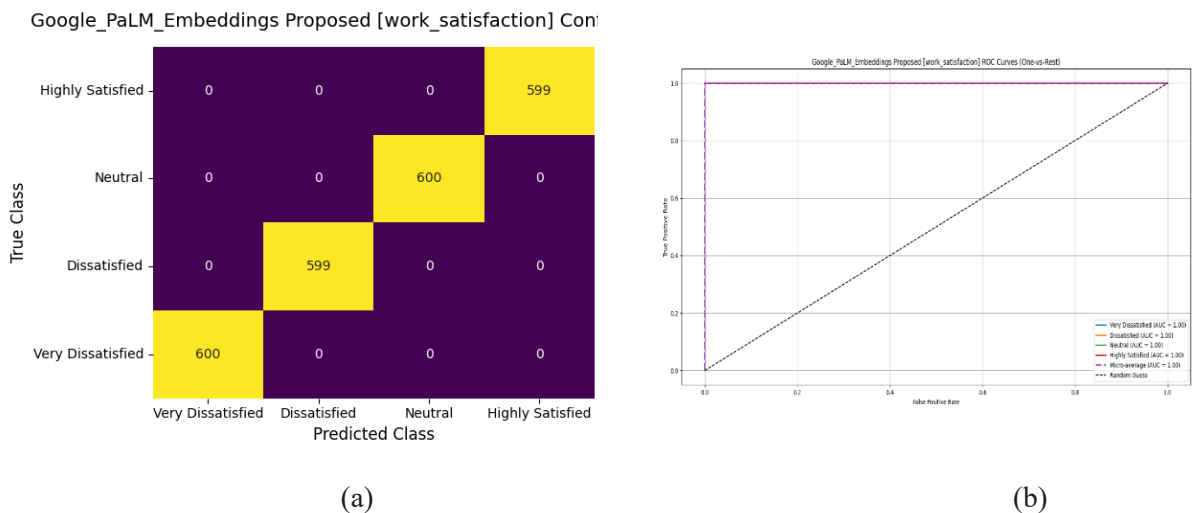 Google_PaLM_Embeddings Proposed [work_satisfaction] Conf
True Class
Highly Satisfied
0 0 0 599
Neutral
0 0 600 0
Dissatisfied
0 599 0 0
Very Dissatisfied
600 0 0 0
Very Dissatisfied Dissatisfied Neutral Highly Satisfied
Predicted Class
(a)
Google_PaLM_Embeddings Proposed [work_satisfaction] ROC Curves (One-vs-Rest)
True Positive Rate
1.0
0.8
0.6
0.4
0.2
0.0
0.0 0.2 0.4 0.6 0.8 1.0
False Positive Rate
Very Dissatisfied (AUC = 1.00)
Dissatisfied (AUC = 1.00)
Neutral (AUC = 1.00)
Highly Satisfied (AUC = 1.00)
Micro-average (AUC = 1.00)
Random Guess
(b)